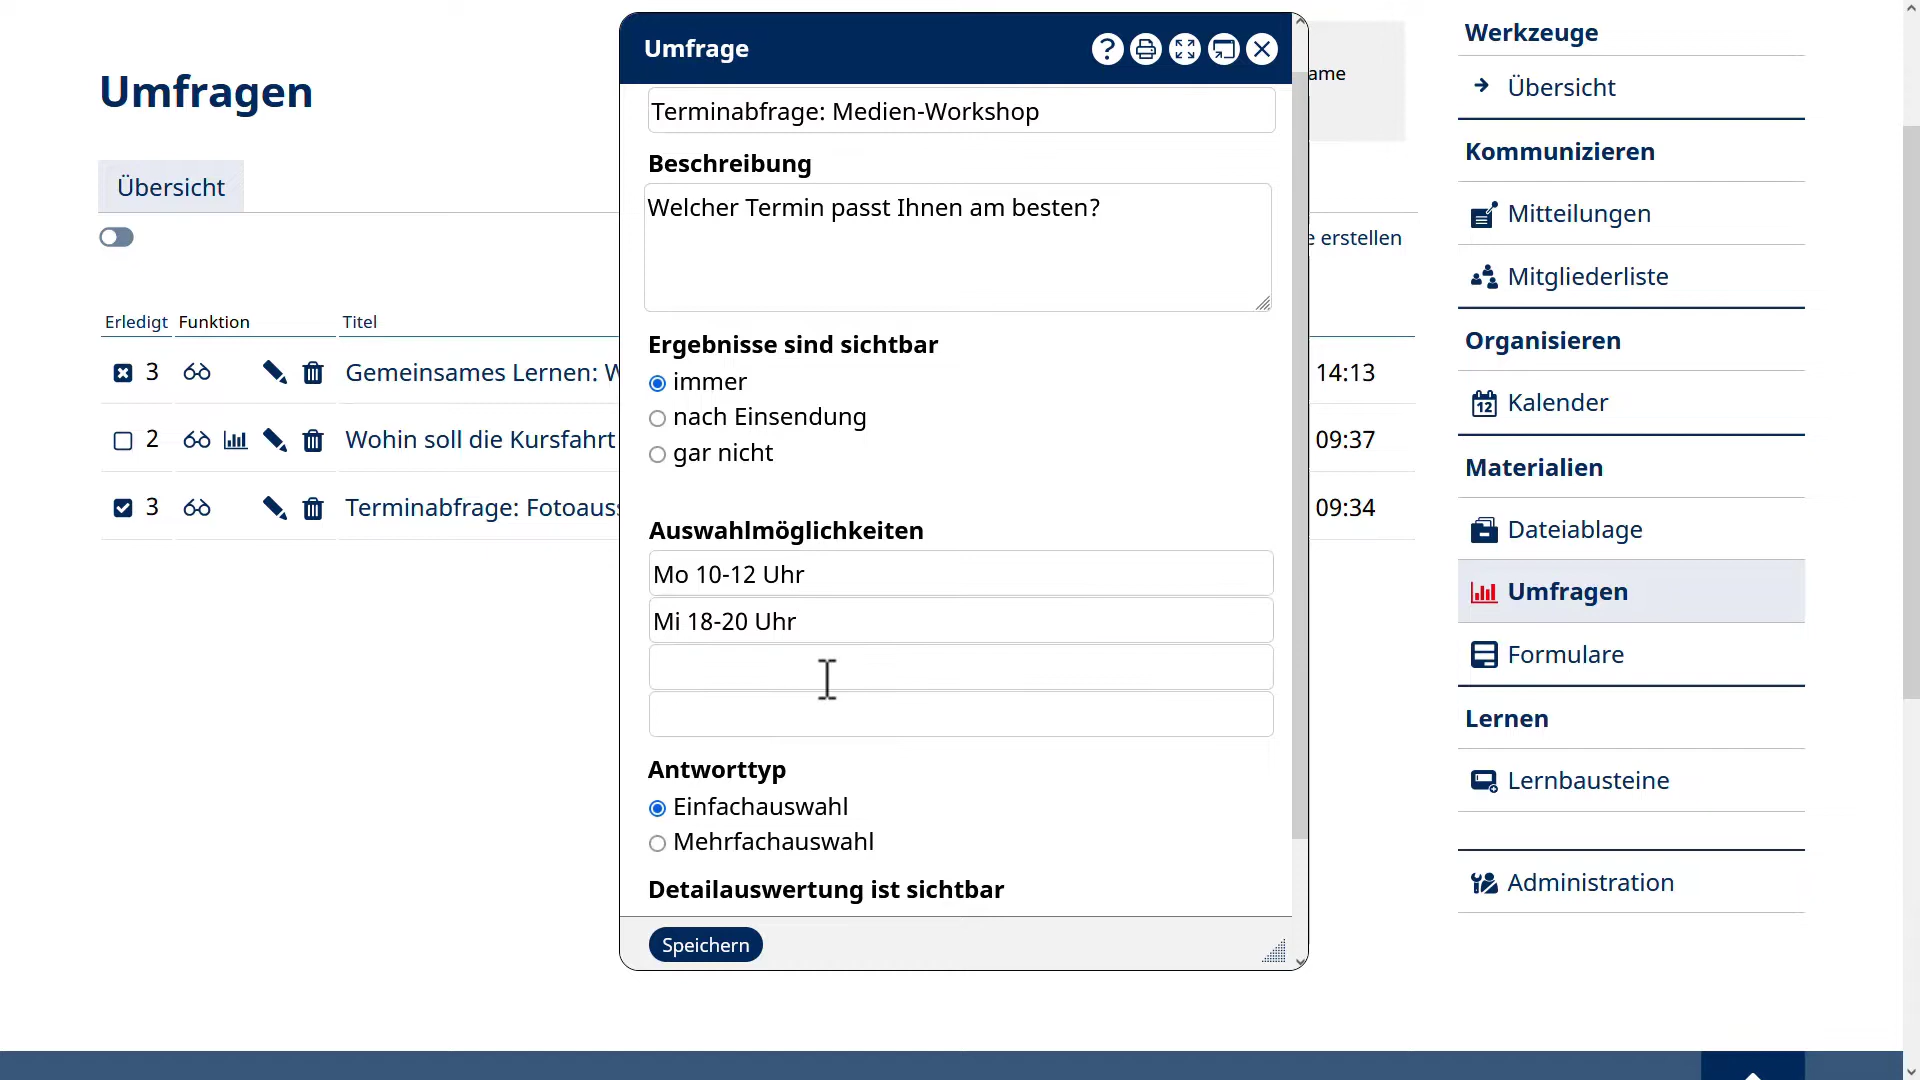 Umfragen
Übersicht
Erledigt Funktion Titel
3 Gemeinsames Lernen: 14:13
2 Wohin soll die Kursfahrt 09:37
3 Terminabfrage: 09:34
erstellen
Umfrage
?
Terminabfrage: Medien-Workshop
Beschreibung
Welcher Termin passt Ihnen am besten?
Ergebnisse sind sichtbar
immer
nach Einsendung
gar nicht
Auswahlmöglichkeiten
Mo 10-12 Uhr
Mi 18-20 Uhr
Antworttyp
Einfachauswahl
Mehrfachauswahl
Detailauswertung ist sichtbar
Speichern
Werkzeuge
Übersicht
Kommunizieren
Mitteilungen
Mitgliederliste
Organisieren
12 Kalender
Materialien
Dateiablage
Umfragen
Formulare
Lernen
Lernbausteine
Administration